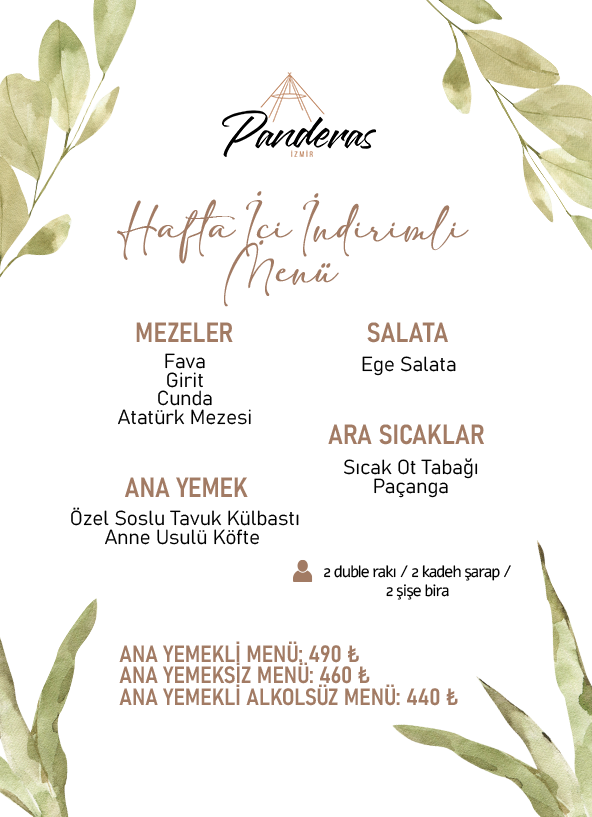 Panderas
İZMİR
Hafta İçi İndirimli
Menü
MEZELER
Fava
Girit
Cunda
Atatürk Mezesi
SALATA
Ege Salata
ARA SICAKLAR
Sıcak Ot Tabağı
Paçanga
ANA YEMEK
Özel Soslu Tavuk Külbastı
Anne Usulü Köfte
2 duble rakı / 2 kadeh şarap /
2 şişe bira
ANA YEMEKLİ MENÜ: 490 ₺
ANA YEMEKSİZ MENÜ: 460 ₺
ANA YEMEKLİ ALKOLSÜZ MENÜ: 440 ₺